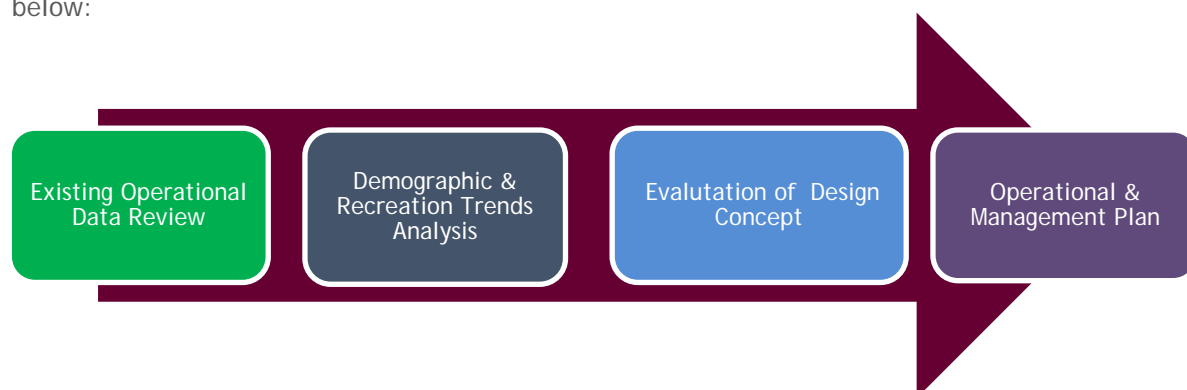 below:
Existing Operational
Data Review
Demographic &
Recreation Trends
Analysis
Evalutation of Design
Concept
Operational &
Management Plan